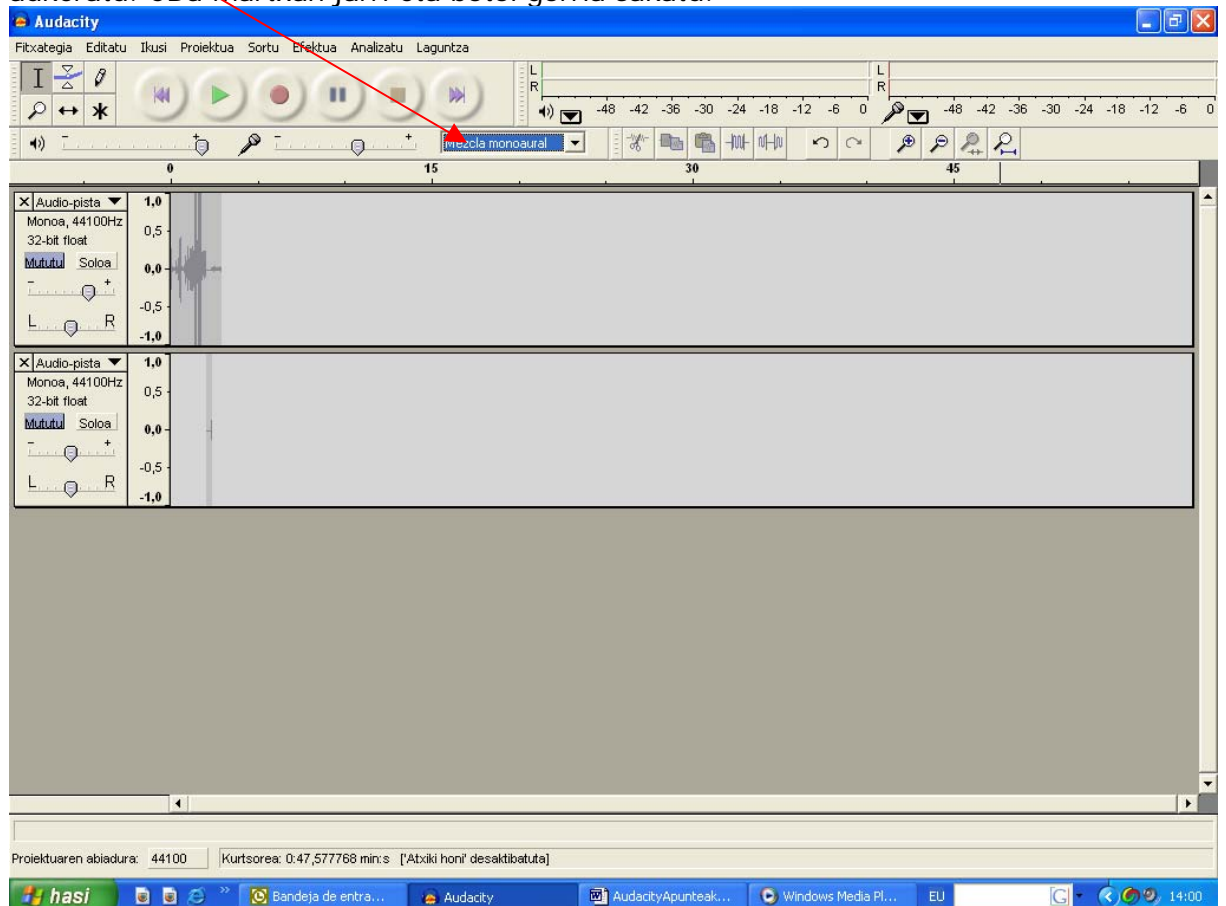 Audacity
Fitxategia Editatu Ikusi Proiektua Sortu Efektua Analizatu Laguntza
L
R
-48 -42 -36 -30 -24 -18 -12 -6 0
L
R
-48 -42 -36 -30 -24 -18 -12 -6 0
Mezcla monoaural
0 15 30 45
Audio-pista
Monoa, 44100Hz
32-bit float
Mututu Soloa
- +
L R
1,0
0,5
0,0
-0,5
-1,0
Audio-pista
Monoa, 44100Hz
32-bit float
Mututu Soloa
- +
L R
1,0
0,5
0,0
-0,5
-1,0
Proiektuaren abiadura: 44100 Kurtsorea: 0:47,577768 min:s ['Atxiki honi' desaktibatuta]
hasi Bandeja de entra... Audacity AudacityApunteak... Windows Media Pl... EU 14:00